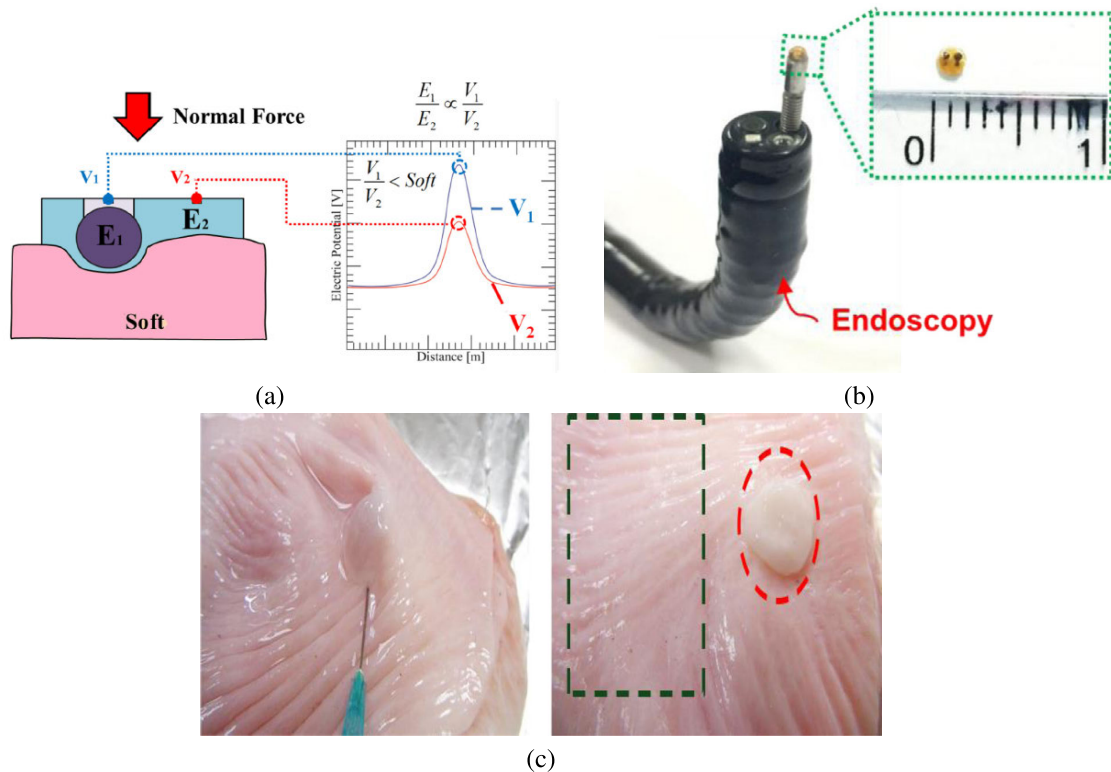 Normal Force
V1
V2
E1
E2
Soft
E1/E2 ∝ V1/V2
V1/V2 < Soft
V1
V2
Electric Potential [V]
Distance [m]
(a)
0 1
Endoscopy
(b)
(c)